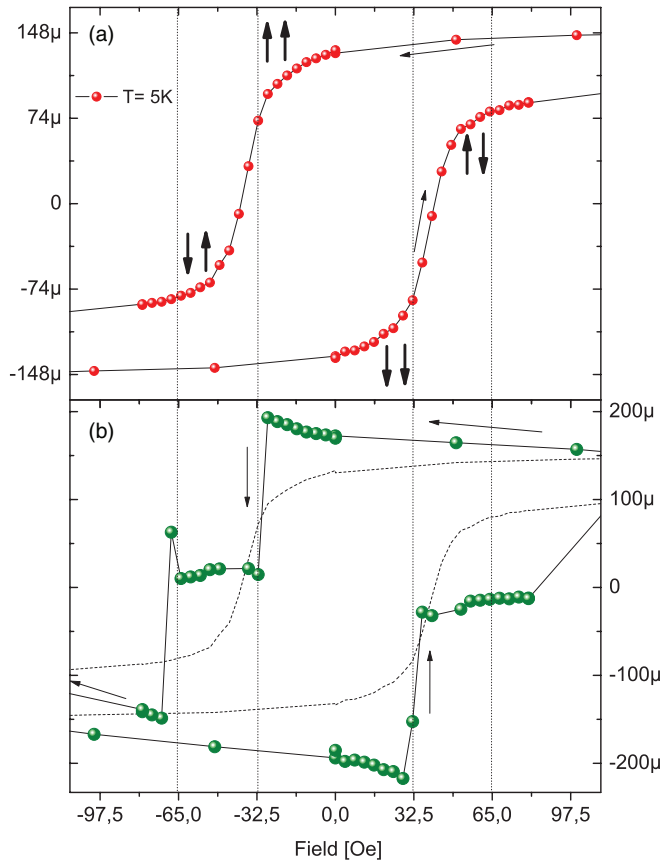 (a)
148µ
74µ
0
-74µ
-148µ
T= 5K
(b)
200µ
100µ
0
-100µ
-200µ
-97,5 -65,0 -32,5 0,0 32,5 65,0 97,5
Field [Oe]